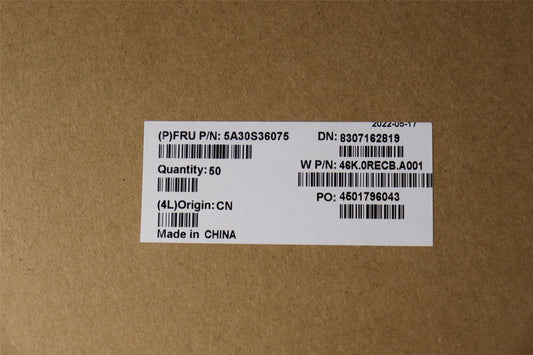 2022-05-17
(P)FRU P/N: 5A30S36075
DN: 8307162819
Quantity: 50
W P/N: 46K.0RECB.A001
PO: 4501796043
(4L)Origin: CN
Made in CHINA